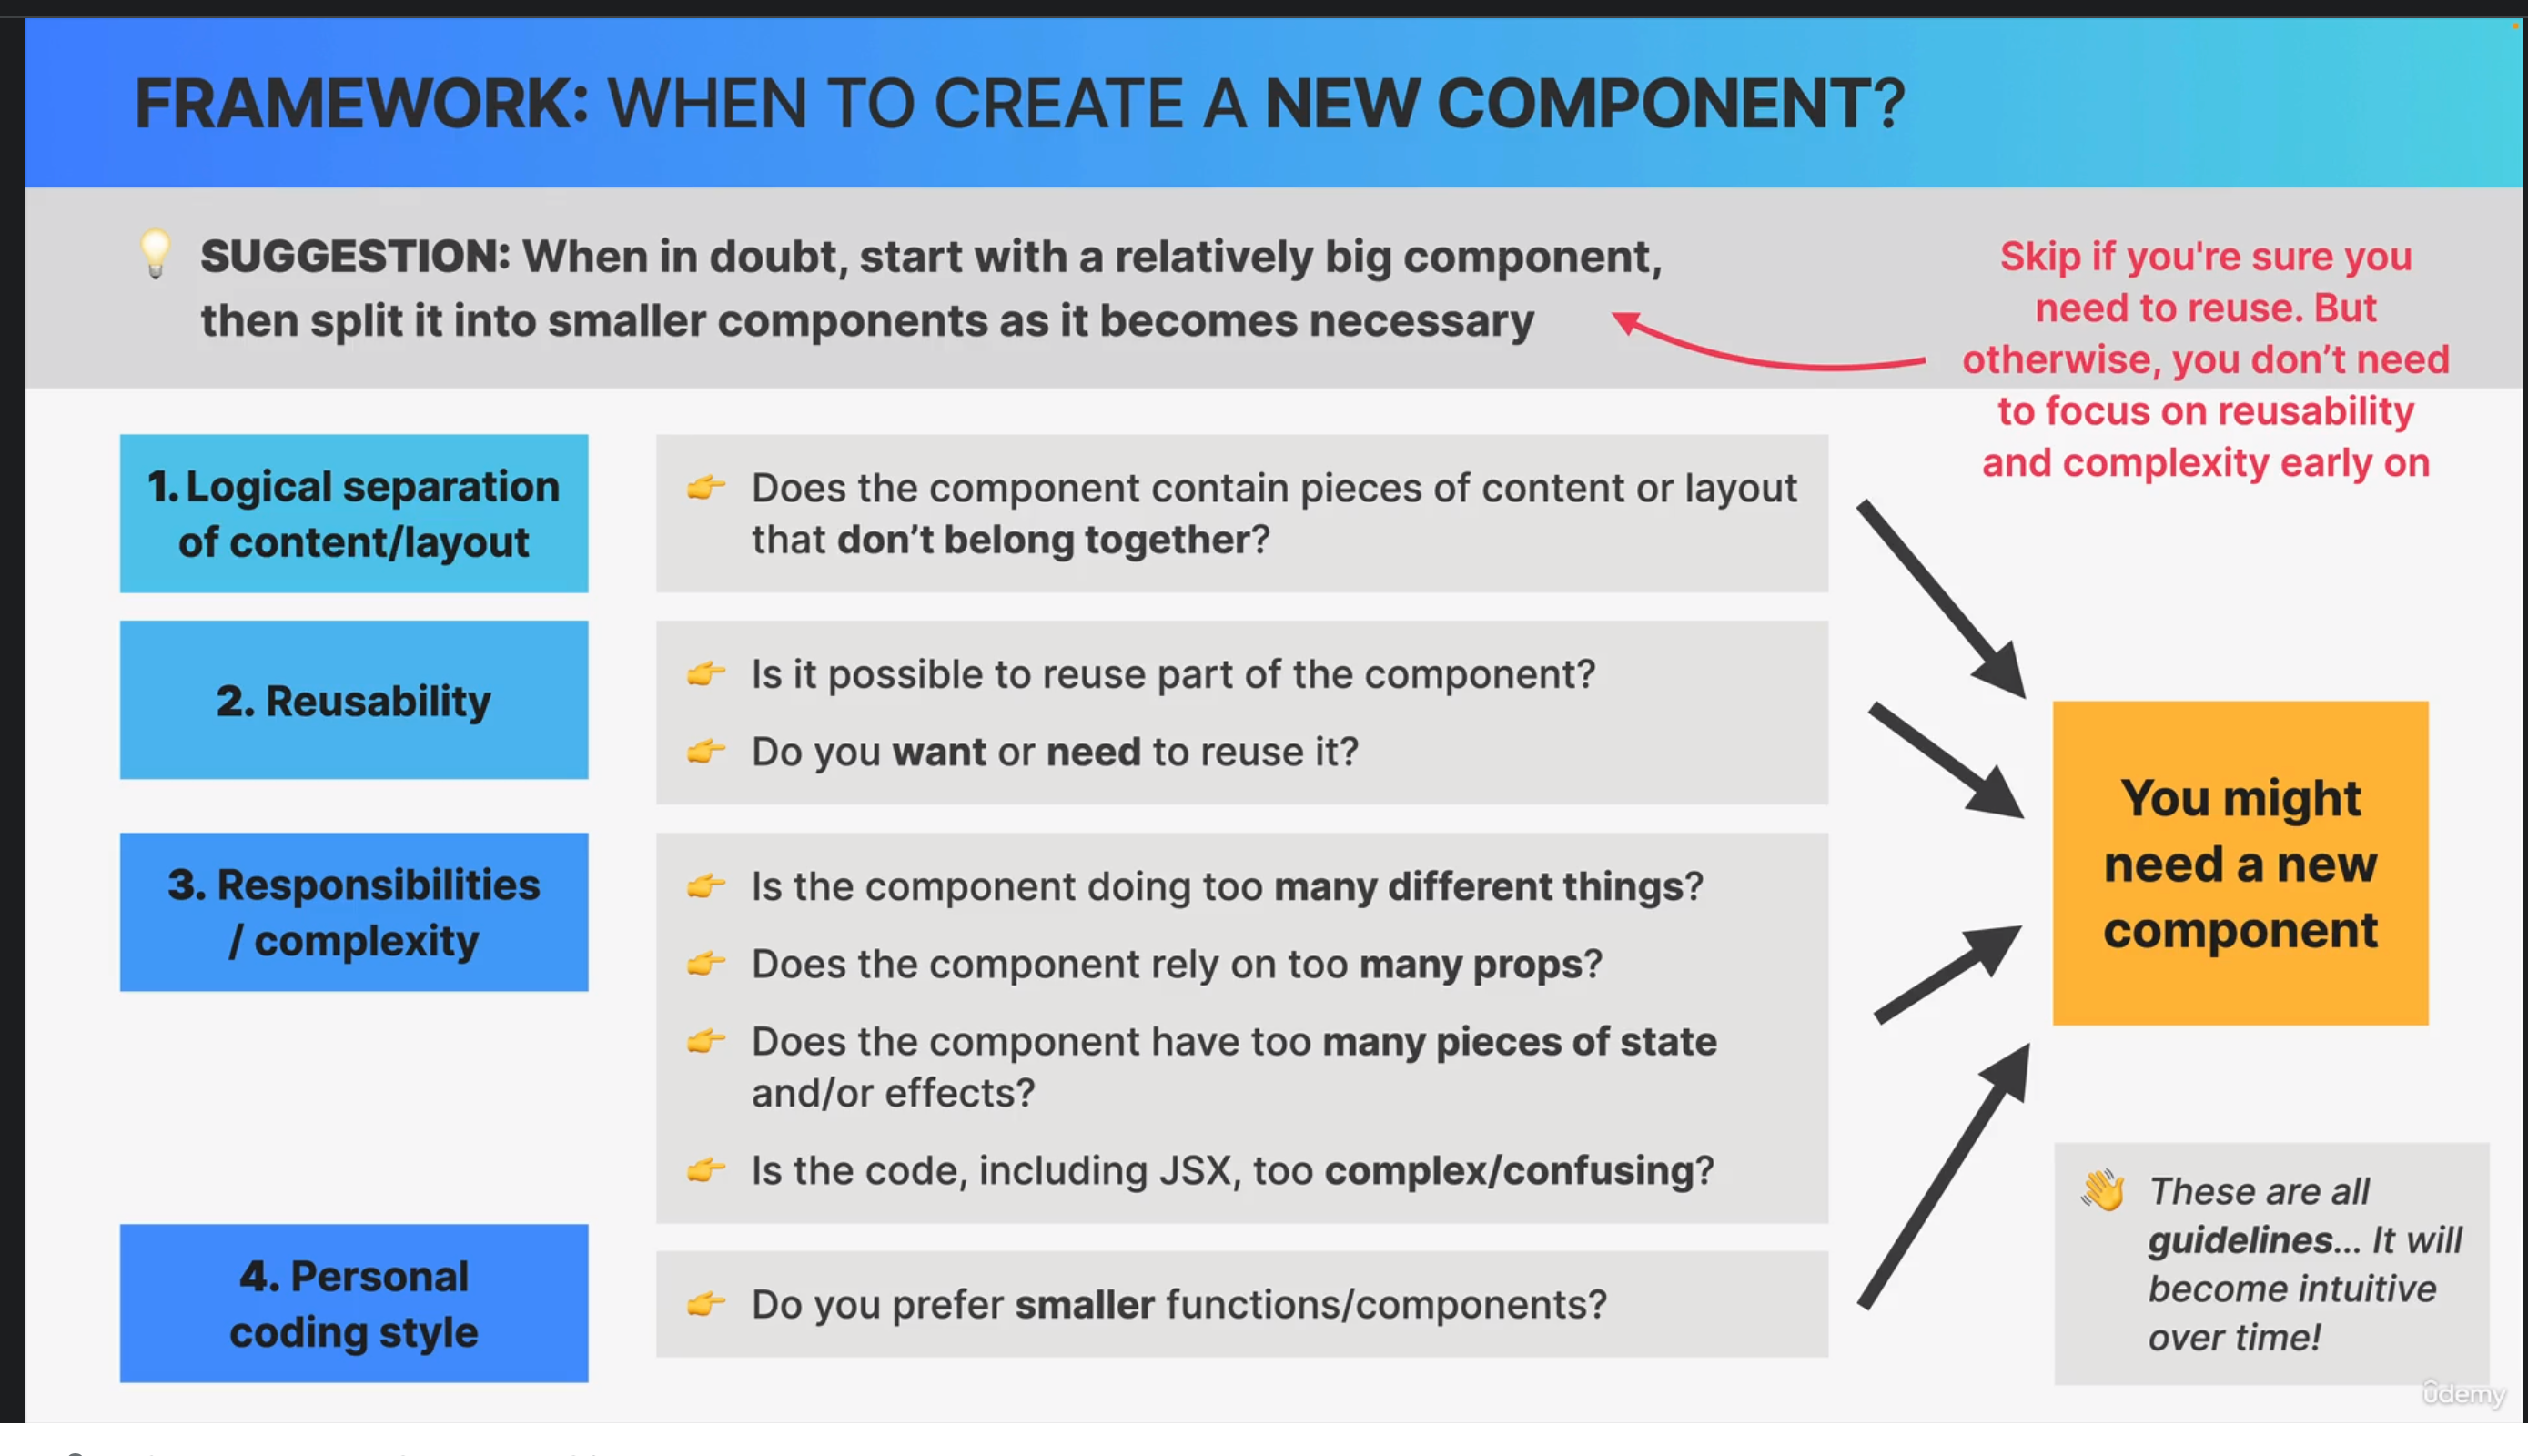 FRAMEWORK: WHEN TO CREATE A NEW COMPONENT?
SUGGESTION: When in doubt, start with a relatively big component,
then split it into smaller components as it becomes necessary
Skip if you're sure you
need to reuse. But
otherwise, you don’t need
to focus on reusability
and complexity early on
1. Logical separation
of content/layout
Does the component contain pieces of content or layout
that don’t belong together?
2. Reusability
Is it possible to reuse part of the component?
Do you want or need to reuse it?
3. Responsibilities
/ complexity
Is the component doing too many different things?
Does the component rely on too many props?
Does the component have too many pieces of state
and/or effects?
Is the code, including JSX, too complex/confusing?
4. Personal
coding style
Do you prefer smaller functions/components?
You might
need a new
component
These are all
guidelines... It will
become intuitive
over time!
ûdemy